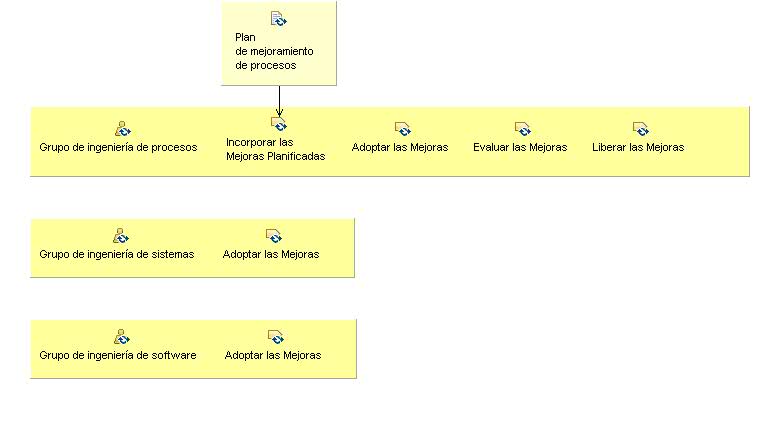 Plan
de mejoramiento
de procesos
Grupo de ingeniería de procesos
Incorporar las
Mejoras Planificadas
Adoptar las Mejoras
Evaluar las Mejoras
Liberar las Mejoras
Grupo de ingeniería de sistemas
Adoptar las Mejoras
Grupo de ingeniería de software
Adoptar las Mejoras